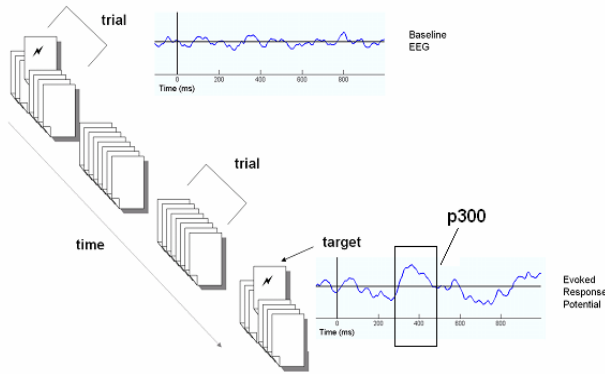 trial
Baseline
EEG
0 200 400 600 800
Time (ms)
trial
time
target
p300
Evoked
Response
Potential
0 200 400 600 800
Time (ms)